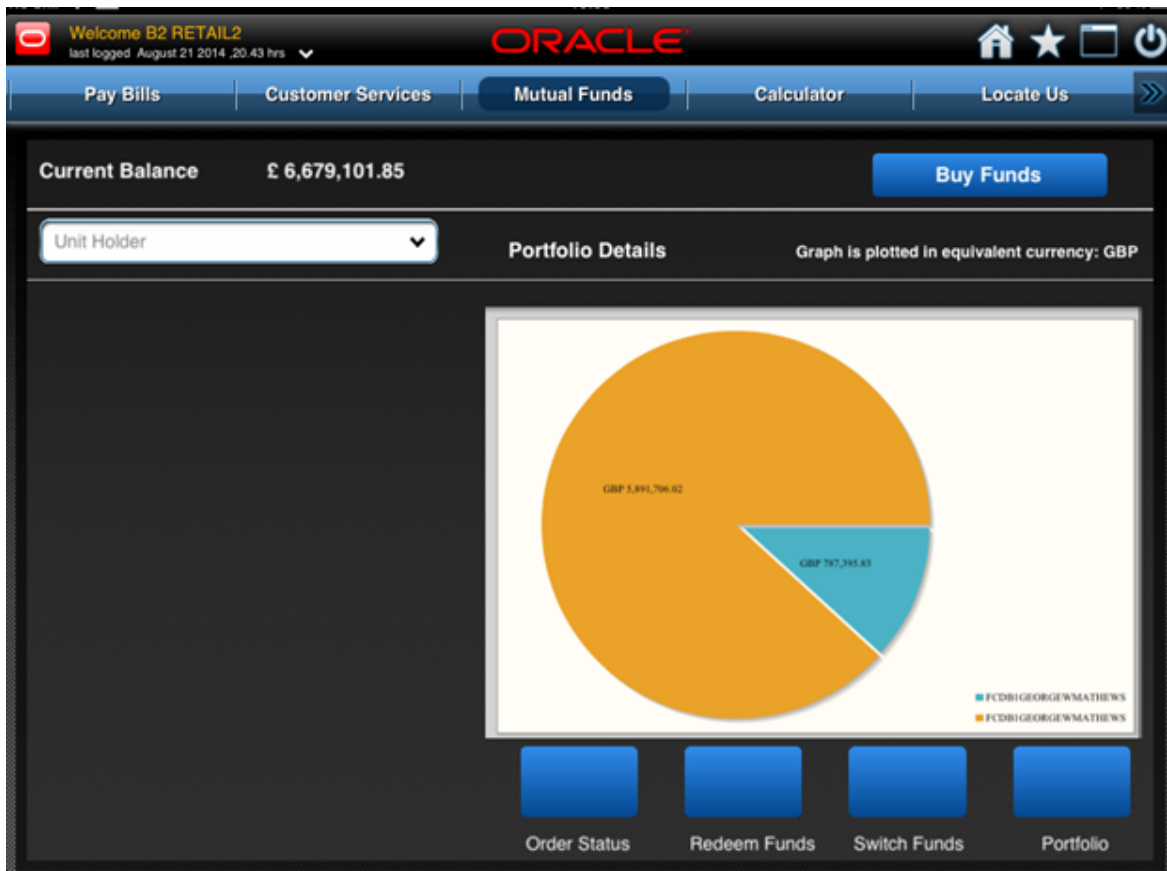 Welcome B2 RETAIL2
last logged August 21 2014 ,20.43 hrs
ORACLE
Pay Bills
Customer Services
Mutual Funds
Calculator
Locate Us
Current Balance
£ 6,679,101.85
Buy Funds
Unit Holder
Portfolio Details
Graph is plotted in equivalent currency: GBP
GBP 5,891,706.02
GBP 787,395.83
FCDB1GEORGEWMATHEWS
FCDB1GEORGEWMATHEWS
Order Status
Redeem Funds
Switch Funds
Portfolio